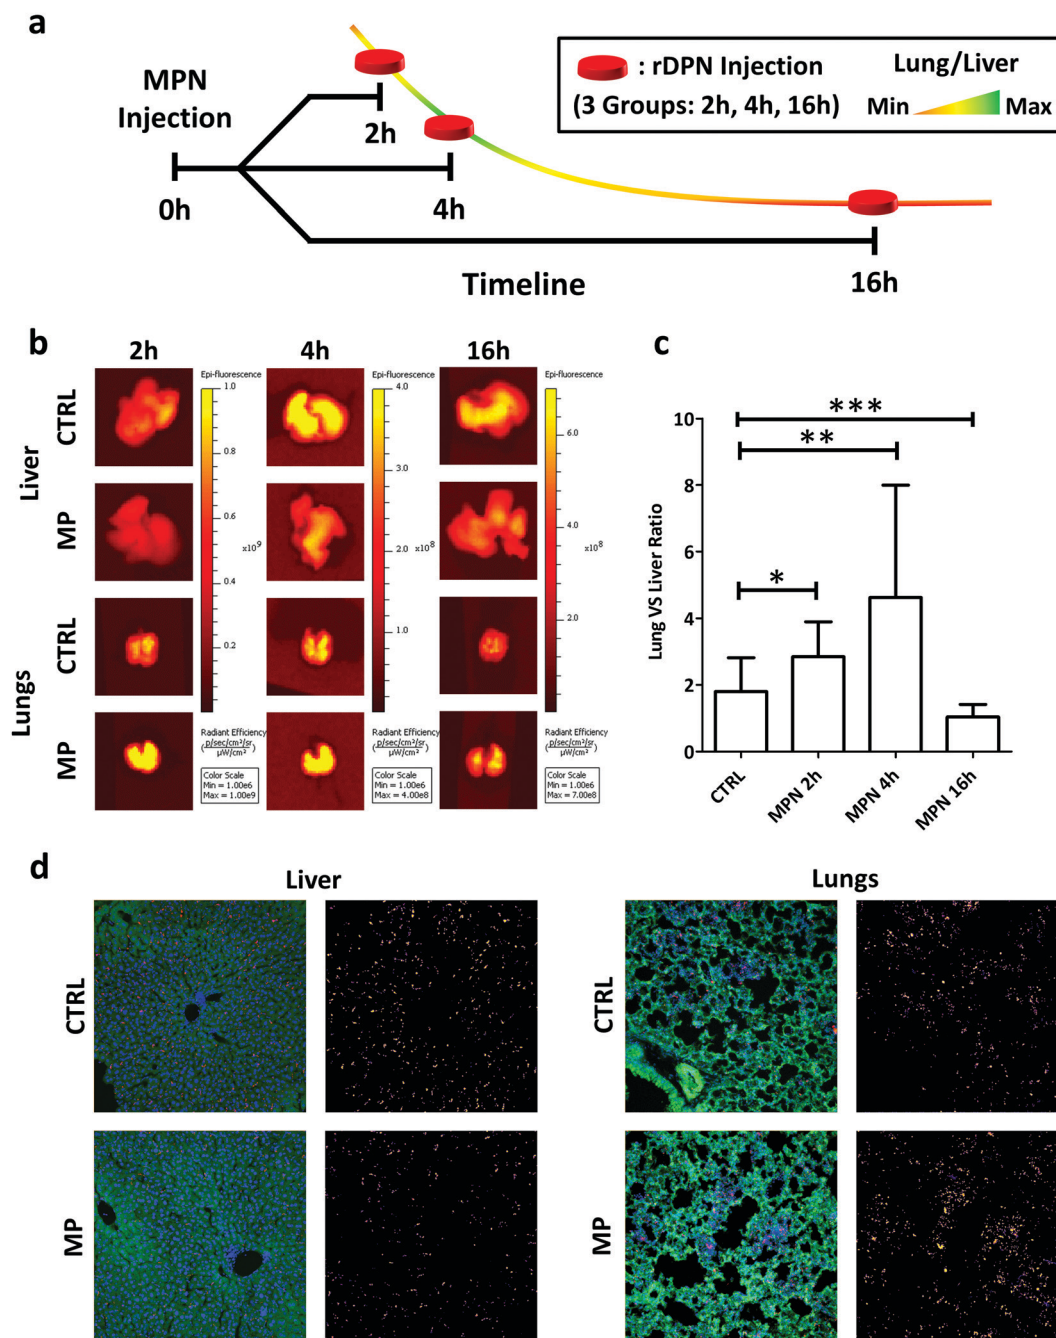 a
MPN
Injection
0h
2h
4h
16h
Timeline
: rDPN Injection
(3 Groups: 2h, 4h, 16h)
Lung/Liver
Min
Max
b
2h
4h
16h
Liver
CTRL
MP
Lungs
CTRL
MP
Epi-fluorescence
1.0
0.8
0.6
x10⁹
0.4
0.2
Radiant Efficiency
(p/sec/cm²/sr
µW/cm²)
Color Scale
Min = 1.00e6
Max = 1.00e9
Epi-fluorescence
4.0
3.0
2.0
x10⁸
1.0
Radiant Efficiency
(p/sec/cm²/sr
µW/cm²)
Color Scale
Min = 1.00e6
Max = 4.00e8
Epi-fluorescence
6.0
4.0
x10⁸
2.0
Radiant Efficiency
(p/sec/cm²/sr
µW/cm²)
Color Scale
Min = 1.00e6
Max = 7.00e8
c
Lung VS Liver Ratio
10
8
6
4
2
0
***
**
*
CTRL
MPN 2h
MPN 4h
MPN 16h
d
Liver
Lungs
CTRL
MP
CTRL
MP